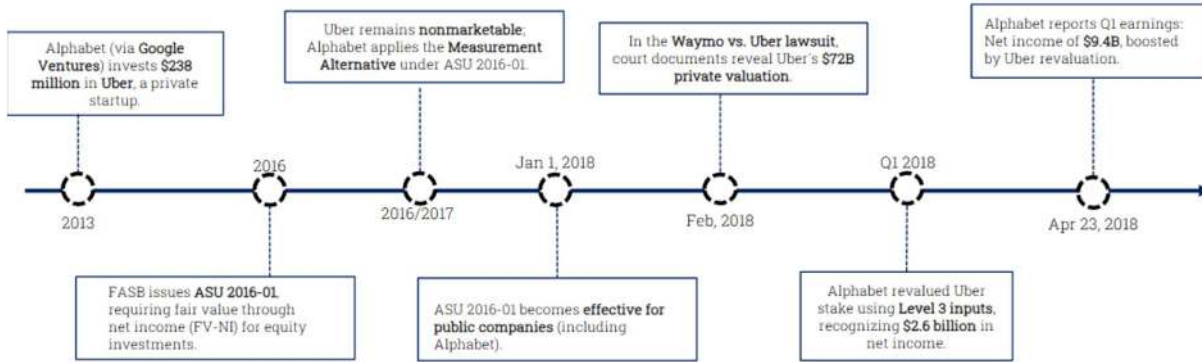 Alphabet (via Google
Ventures) invests $238
million in Uber, a private
startup.
2013
2016
FASB issues ASU 2016-01,
requiring fair value through
net income (FV-NI) for equity
investments.
Uber remains nonmarketable;
Alphabet applies the Measurement
Alternative under ASU 2016-01.
2016/2017
Jan 1, 2018
ASU 2016-01 becomes effective for
public companies (including
Alphabet).
In the Waymo vs. Uber lawsuit,
court documents reveal Uber's $72B
private valuation.
Feb, 2018
Q1 2018
Alphabet revalued Uber
stake using Level 3 inputs,
recognizing $2.6 billion in
net income.
Alphabet reports Q1 earnings:
Net income of $9.4B, boosted
by Uber revaluation.
Apr 23, 2018